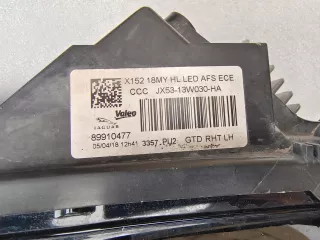 X152 18MY HL LED AFS ECE
CCC JX53-13W030-HA
Valeo
JAGUAR
89910477
05/04/18 12h41 3357.PU2 GTD RHT LH